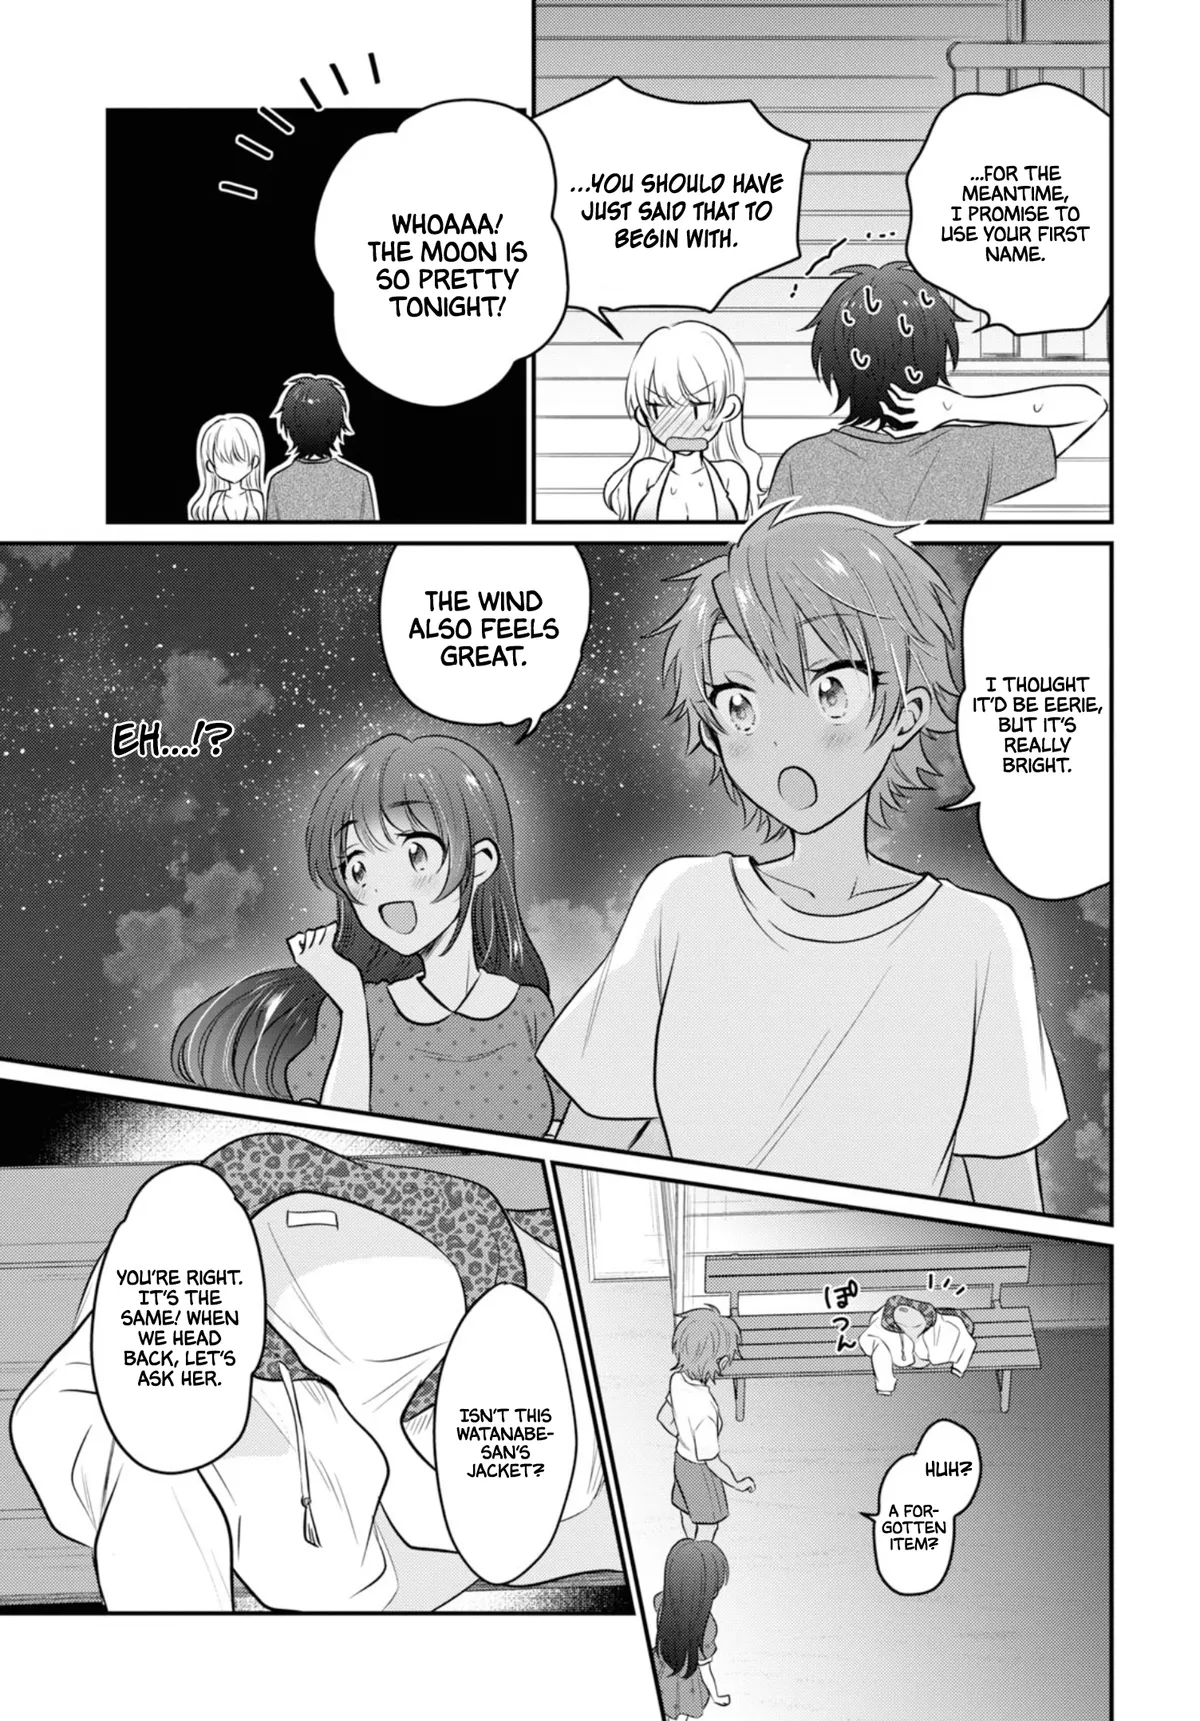 ...FOR THE
MEANTIME,
I PROMISE TO
USE YOUR FIRST
NAME.
...YOU SHOULD HAVE
JUST SAID THAT TO
BEGIN WITH.
WHOAAA!
THE MOON IS
SO PRETTY
TONIGHT!
I THOUGHT
IT'D BE EERIE,
BUT IT'S
REALLY
BRIGHT.
THE WIND
ALSO FEELS
GREAT.
EH....!?
ぽつん
HUH?
A FOR-
GOTTEN
ITEM?
ISN'T THIS
WATANABE-
SAN'S
JACKET?
YOU'RE RIGHT.
IT'S THE
SAME! WHEN
WE HEAD
BACK, LET'S
ASK HER.